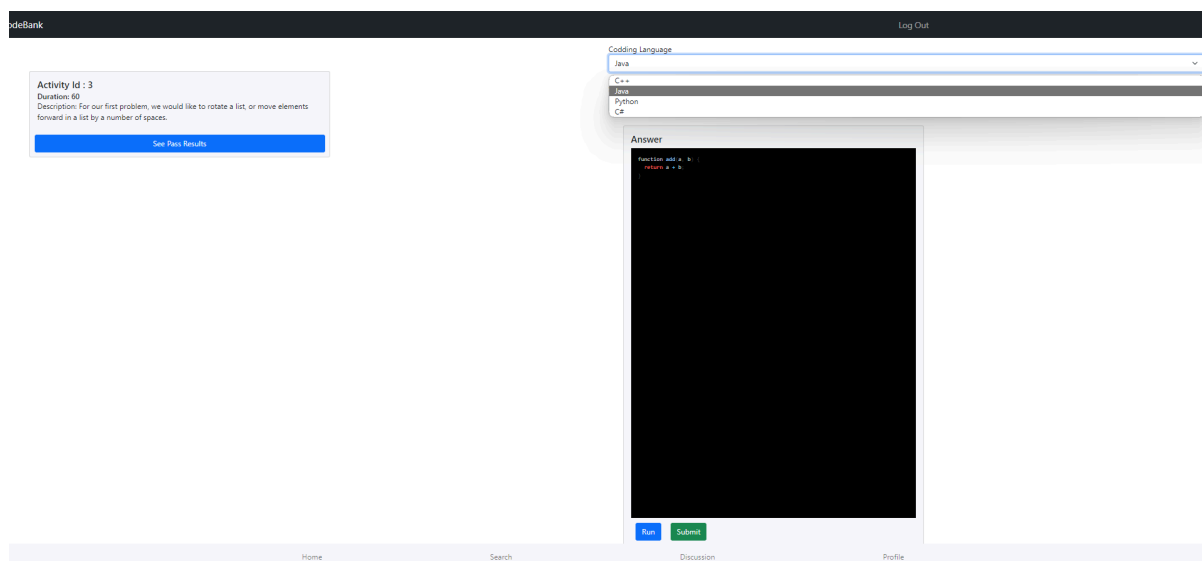 odeBank
Log Out
Codding Language
Java
C++
Java
Python
C#
Activity Id : 3
Duration: 60
Description: For our first problem, we would like to rotate a list, or move elements
forward in a list by a number of spaces.
See Pass Results
Answer
function add a b
return a + b
Run
Submit
Home
Search
Discussion
Profile